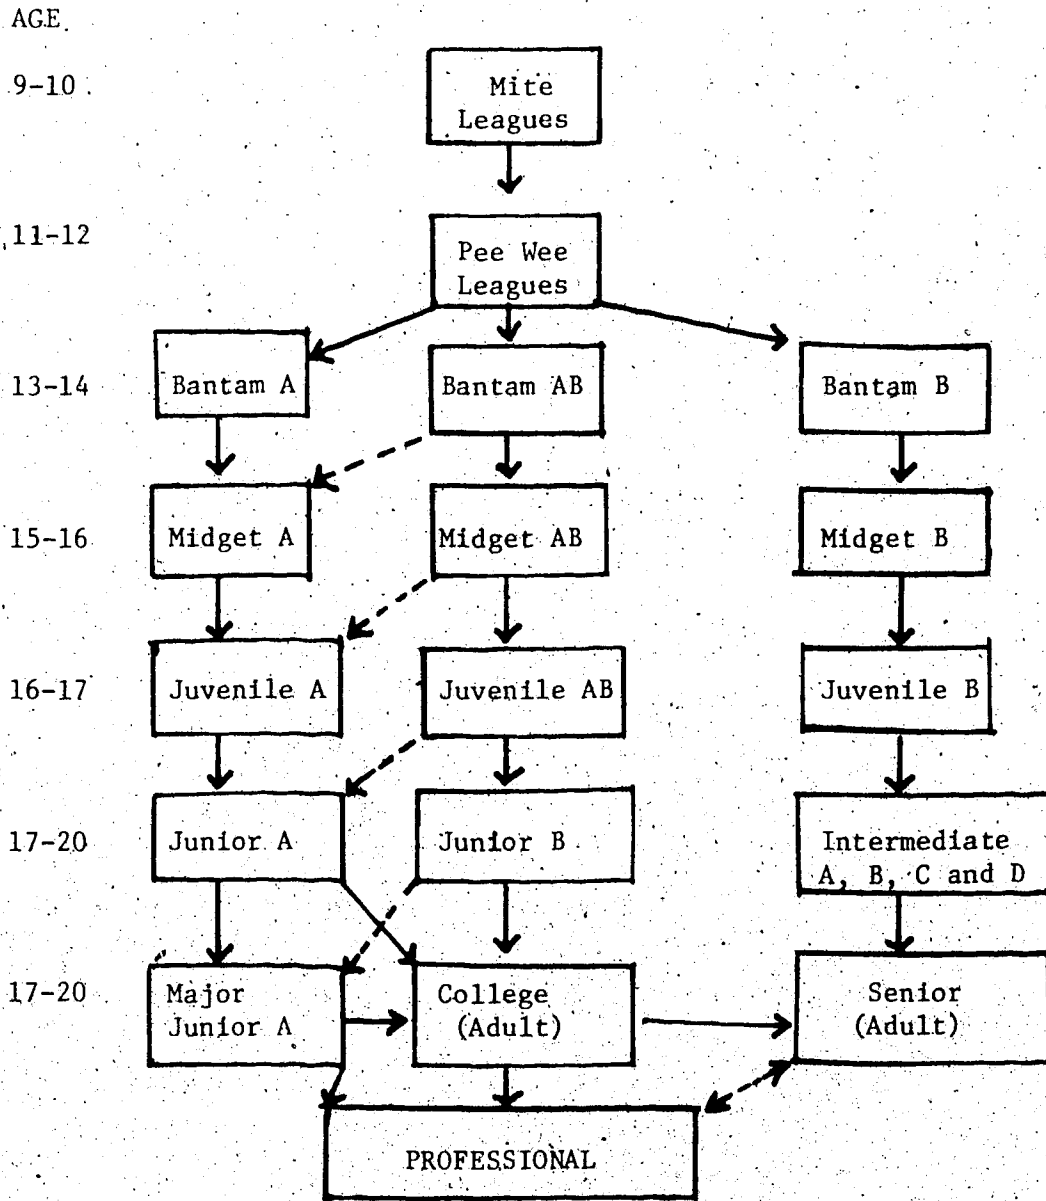 AGE
9-10
Mite
Leagues
11-12
Pee Wee
Leagues
13-14
Bantam A
Bantam AB
Bantam B
15-16
Midget A
Midget AB
Midget B
16-17
Juvenile A
Juvenile AB
Juvenile B
17-20
Junior A
Junior B
Intermediate
A, B, C and D
17-20
Major
Junior A
College
(Adult)
Senior
(Adult)
PROFESSIONAL